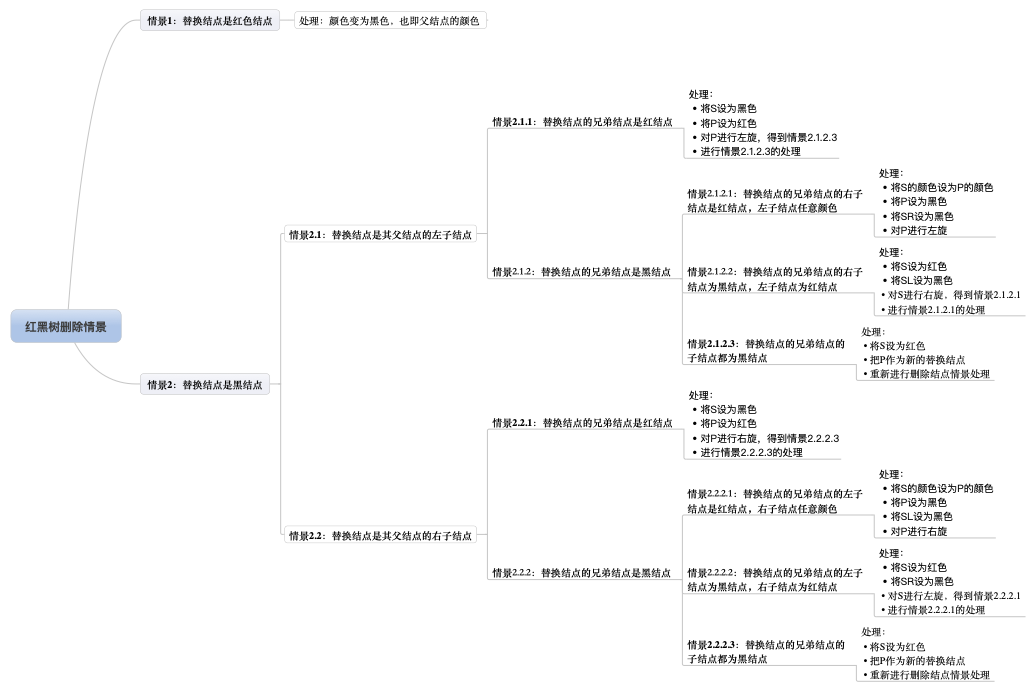 红黑树删除情景
情景1：替换结点是红色结点
处理：颜色变为黑色，也即父结点的颜色
情景2：替换结点是黑结点
情景2.1：替换结点是其父结点的左子结点
情景2.1.1：替换结点的兄弟结点是红结点
处理：
• 将S设为黑色
• 将P设为红色
• 对P进行左旋，得到情景2.1.2.3
• 进行情景2.1.2.3的处理
情景2.1.2：替换结点的兄弟结点是黑结点
情景2.1.2.1：替换结点的兄弟结点的右子
结点是红结点，左子结点任意颜色
处理：
• 将S的颜色设为P的颜色
• 将P设为黑色
• 将SR设为黑色
• 对P进行左旋
情景2.1.2.2：替换结点的兄弟结点的右子
结点为黑结点，左子结点为红结点
处理：
• 将S设为红色
• 将SL设为黑色
• 对S进行右旋，得到情景2.1.2.1
• 进行情景2.1.2.1的处理
情景2.1.2.3：替换结点的兄弟结点的
子结点都为黑结点
处理：
• 将S设为红色
• 把P作为新的替换结点
• 重新进行删除结点情景处理
情景2.2：替换结点是其父结点的右子结点
情景2.2.1：替换结点的兄弟结点是红结点
处理：
• 将S设为黑色
• 将P设为红色
• 对P进行右旋，得到情景2.2.2.3
• 进行情景2.2.2.3的处理
情景2.2.2：替换结点的兄弟结点是黑结点
情景2.2.2.1：替换结点的兄弟结点的左子
结点是红结点，右子结点任意颜色
处理：
• 将S的颜色设为P的颜色
• 将P设为黑色
• 将SL设为黑色
• 对P进行右旋
情景2.2.2.2：替换结点的兄弟结点的左子
结点为黑结点，右子结点为红结点
处理：
• 将S设为红色
• 将SR设为黑色
• 对S进行左旋，得到情景2.2.2.1
• 进行情景2.2.2.1的处理
情景2.2.2.3：替换结点的兄弟结点的
子结点都为黑结点
处理：
• 将S设为红色
• 把P作为新的替换结点
• 重新进行删除结点情景处理